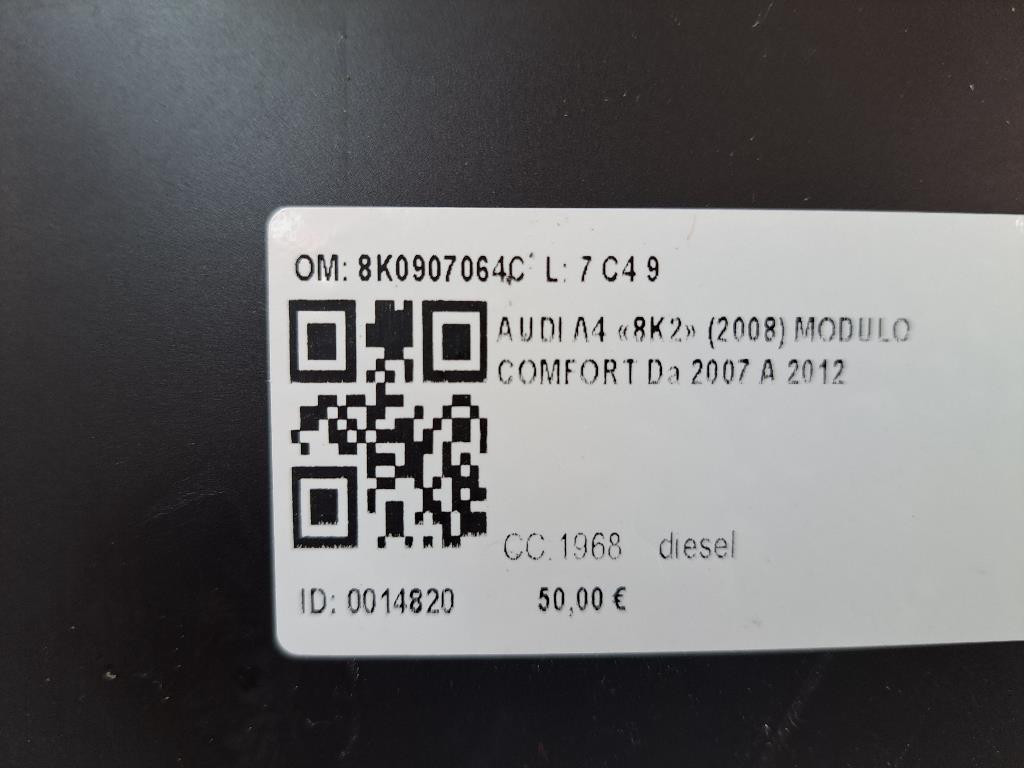 OM: 8K0907064C L: 7 C4 9
AUDI A4 «8K2» (2008) MODULO
COMFORT Da 2007 A 2012
CC.1968 diesel
ID: 0014820 50,00 €